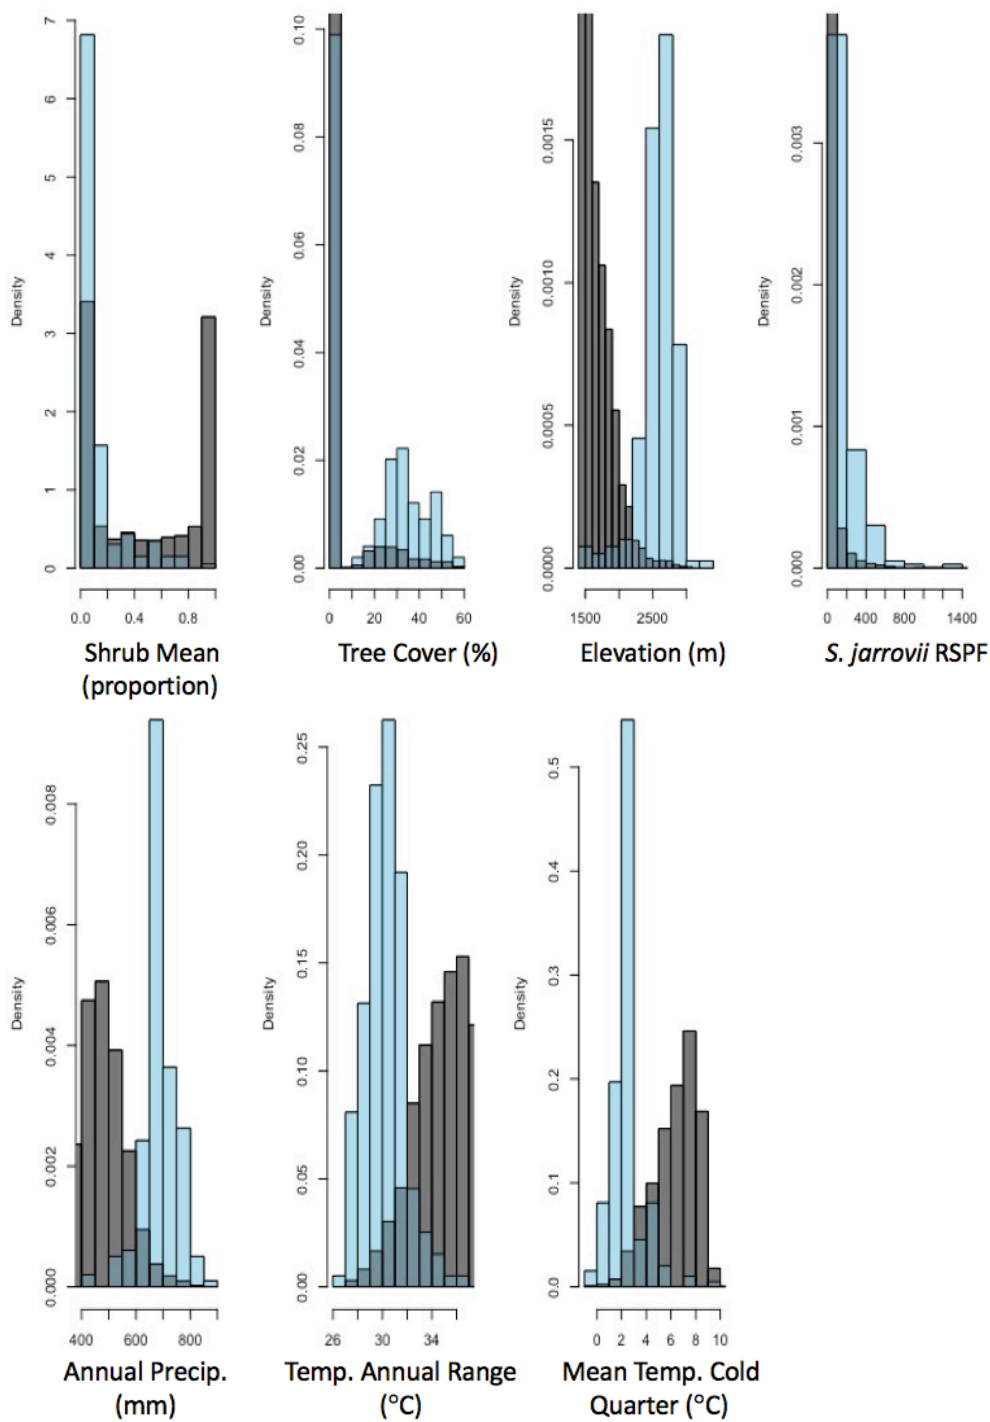 Density
0 1 2 3 4 5 6 7
0.0 0.4 0.8
Shrub Mean
(proportion)
Density
0.00 0.02 0.04 0.06 0.08 0.10
0 20 40 60
Tree Cover (%)
Density
0.0000 0.0005 0.0010 0.0015
1500 2500
Elevation (m)
Density
0.000 0.001 0.002 0.003
0 400 800 1400
S. jarrovii RSPF
Density
0.000 0.002 0.004 0.006 0.008
400 600 800
Annual Precip.
(mm)
Density
0.00 0.05 0.10 0.15 0.20 0.25
26 30 34
Temp. Annual Range
(°C)
Density
0.0 0.1 0.2 0.3 0.4 0.5
0 2 4 6 8 10
Mean Temp. Cold
Quarter (°C)